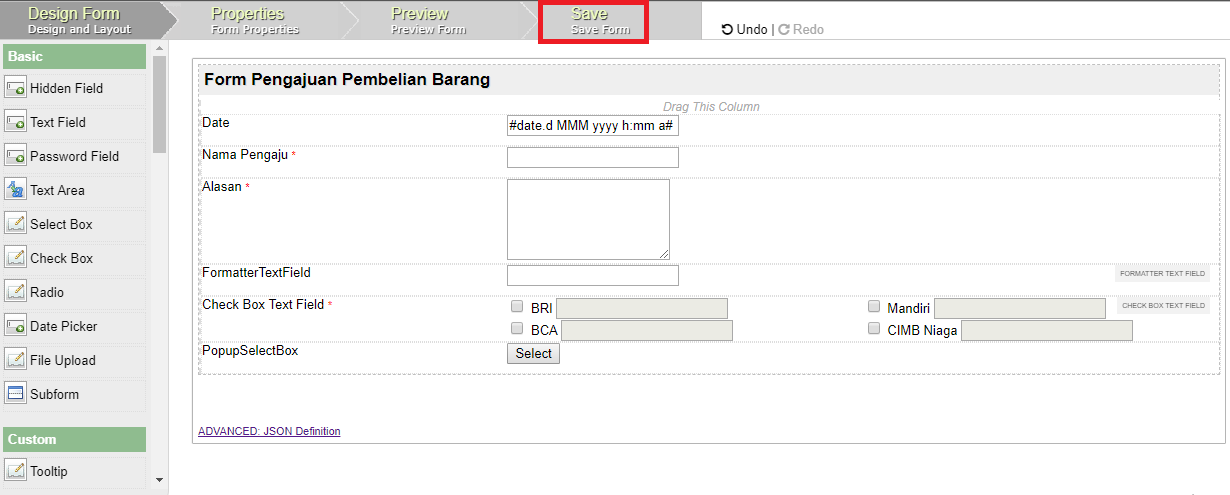 Design Form
Design and Layout
Properties
Form Properties
Preview
Preview Form
Save
Save Form
Undo | Redo
Basic
Hidden Field
Text Field
Password Field
Text Area
Select Box
Check Box
Radio
Date Picker
File Upload
Subform
Custom
Tooltip
Form Pengajuan Pembelian Barang
Drag This Column
Date #date.d MMM yyyy h:mm a#
Nama Pengaju *
Alasan *
FormatterTextField FORMATTER TEXT FIELD
Check Box Text Field * BRI Mandiri CHECK BOX TEXT FIELD
BCA CIMB Niaga
PopupSelectBox Select
ADVANCED: JSON Definition